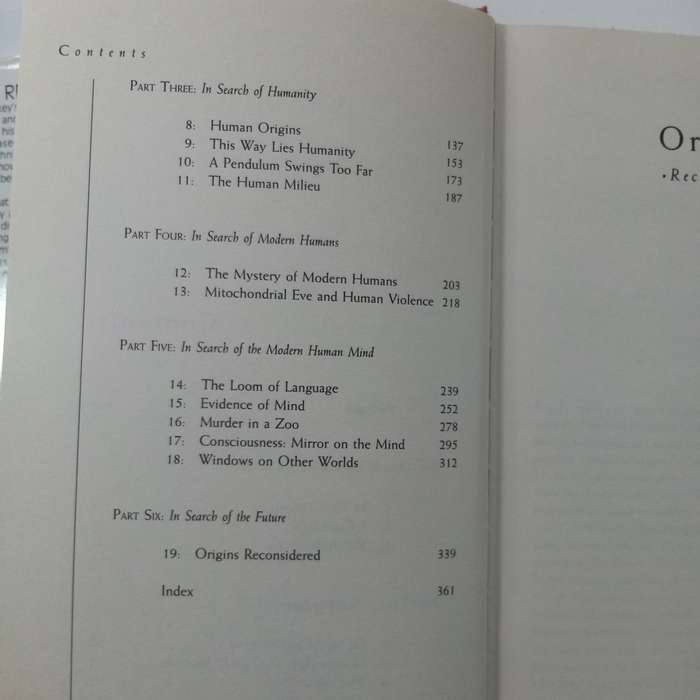 Contents
PART THREE: In Search of Humanity
8: Human Origins 137
9: This Way Lies Humanity 153
10: A Pendulum Swings Too Far 173
11: The Human Milieu 187
PART FOUR: In Search of Modern Humans
12: The Mystery of Modern Humans 203
13: Mitochondrial Eve and Human Violence 218
PART FIVE: In Search of the Modern Human Mind
14: The Loom of Language 239
15: Evidence of Mind 252
16: Murder in a Zoo 278
17: Consciousness: Mirror on the Mind 295
18: Windows on Other Worlds 312
PART SIX: In Search of the Future
19: Origins Reconsidered 339
Index 361
Or
·Rec